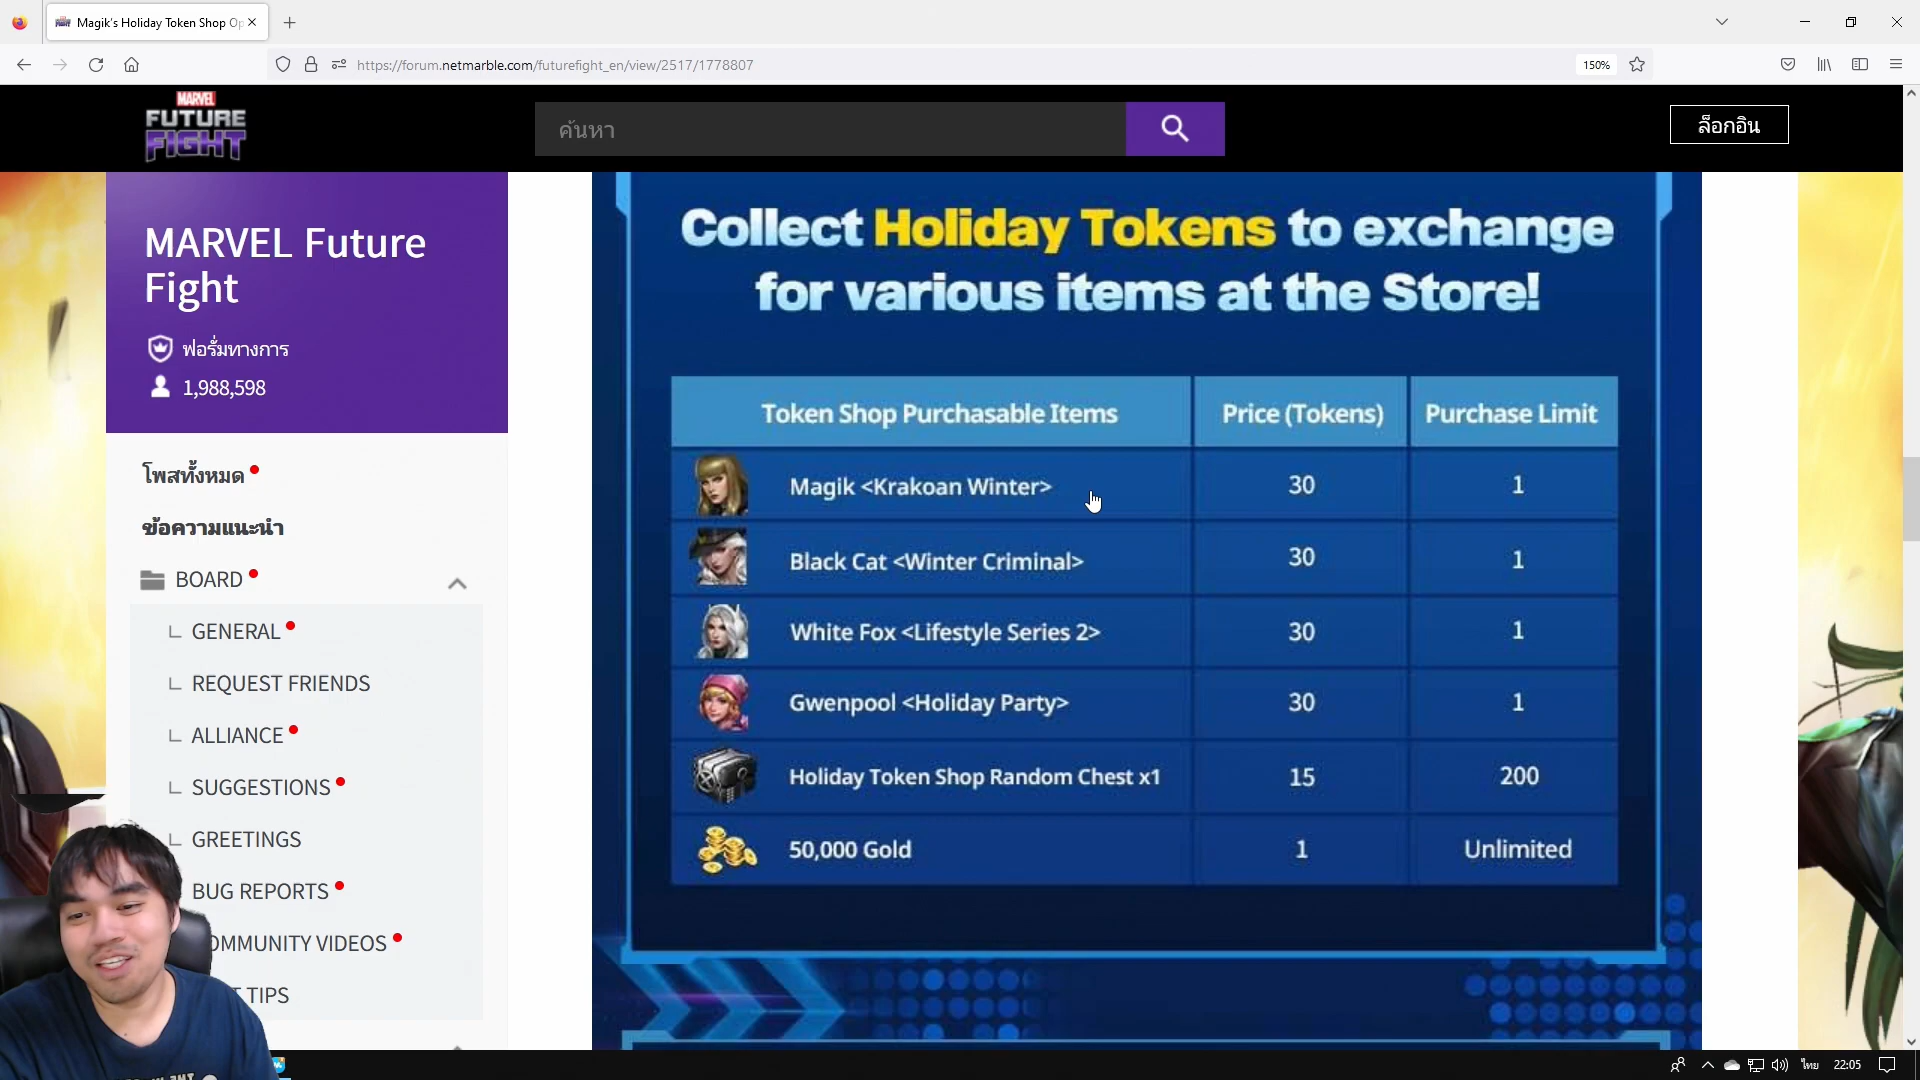 Magik's Holiday Token Shop Op
https://forum.netmarble.com/futurefight_en/view/2517/1778807
150%
MARVEL
FUTURE
FIGHT
ค้นหา
ล็อกอิน
MARVEL Future
Fight
ฟอรั่มทางการ
1,988,598
โพสทั้งหมด
ข้อความแนะนำ
BOARD
GENERAL
REQUEST FRIENDS
ALLIANCE
SUGGESTIONS
GREETINGS
BUG REPORTS
OMMUNITY VIDEOS
T TIPS
Collect Holiday Tokens to exchange
for various items at the Store!
Token Shop Purchasable Items Price (Tokens) Purchase Limit
Magik <Krakoan Winter> 30 1
Black Cat <Winter Criminal> 30 1
White Fox <Lifestyle Series 2> 30 1
Gwenpool <Holiday Party> 30 1
Holiday Token Shop Random Chest x1 15 200
50,000 Gold 1 Unlimited
ไทย
22:05